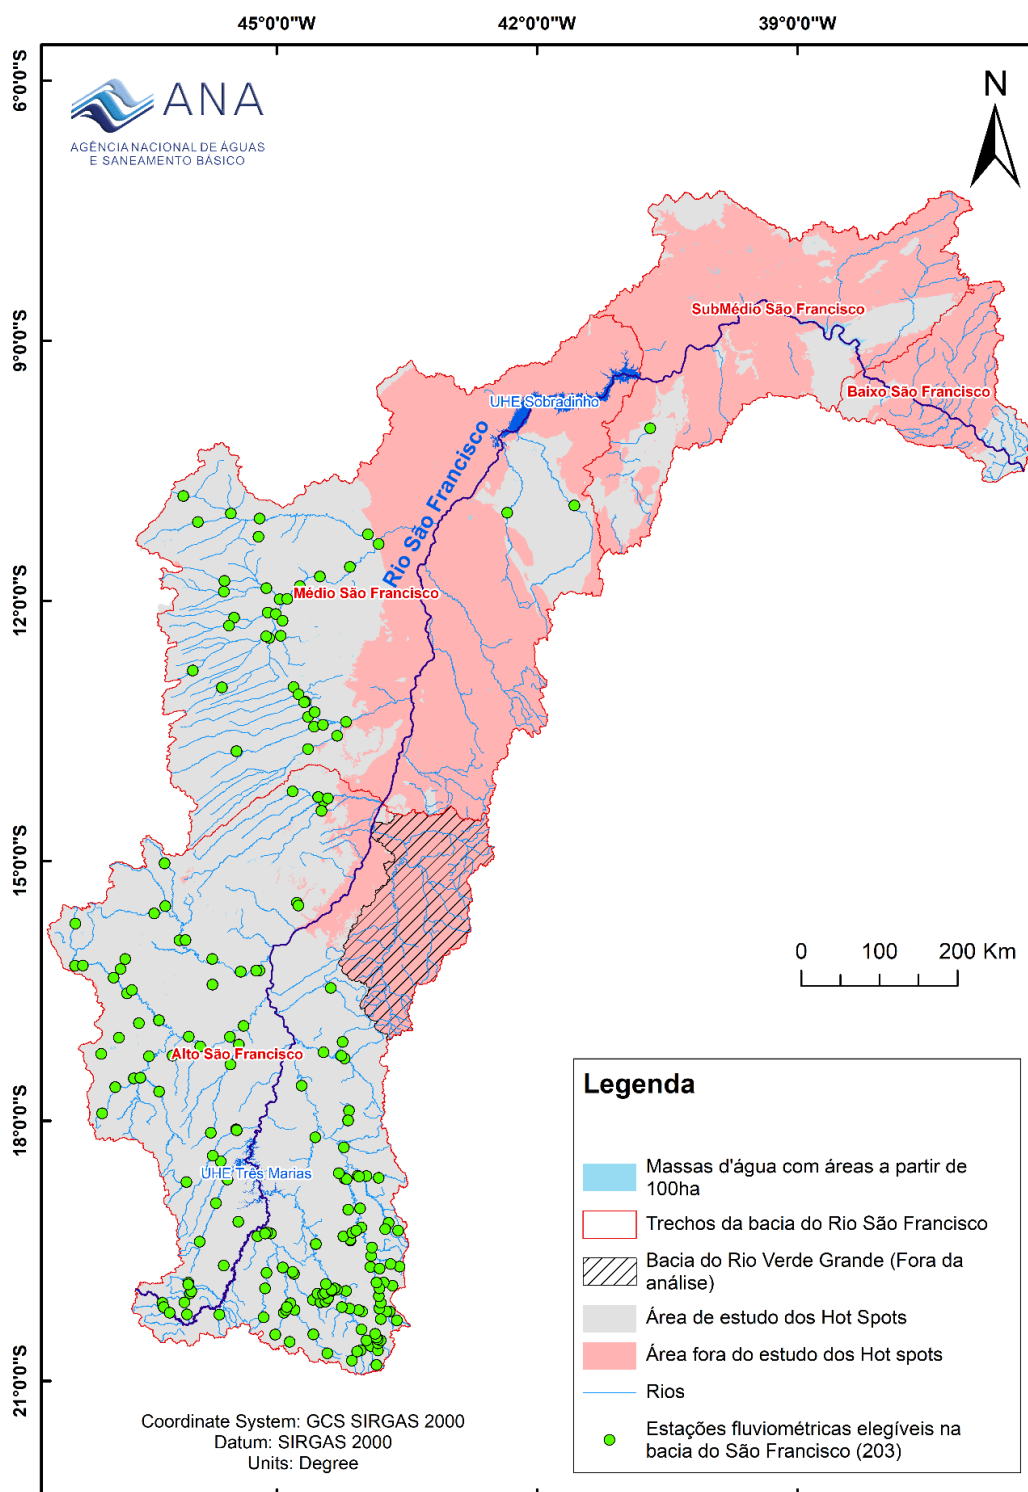 45°0'0"W
42°0'0"W
39°0'0"W
6°0'0"S
9°0'0"S
12°0'0"S
15°0'0"S
18°0'0"S
21°0'0"S
ANA
AGÊNCIA NACIONAL DE ÁGUAS
E SANEAMENTO BÁSICO
N
SubMédio São Francisco
Baixo São Francisco
UHE Sobradinho
Rio São Francisco
Médio São Francisco
Alto São Francisco
UHE Três Marias
0 100 200 Km
Legenda
Massas d'água com áreas a partir de
100ha
Trechos da bacia do Rio São Francisco
Bacia do Rio Verde Grande (Fora da
análise)
Área de estudo dos Hot Spots
Área fora do estudo dos Hot spots
Rios
Estações fluviométricas elegíveis na
bacia do São Francisco (203)
Coordinate System: GCS SIRGAS 2000
Datum: SIRGAS 2000
Units: Degree